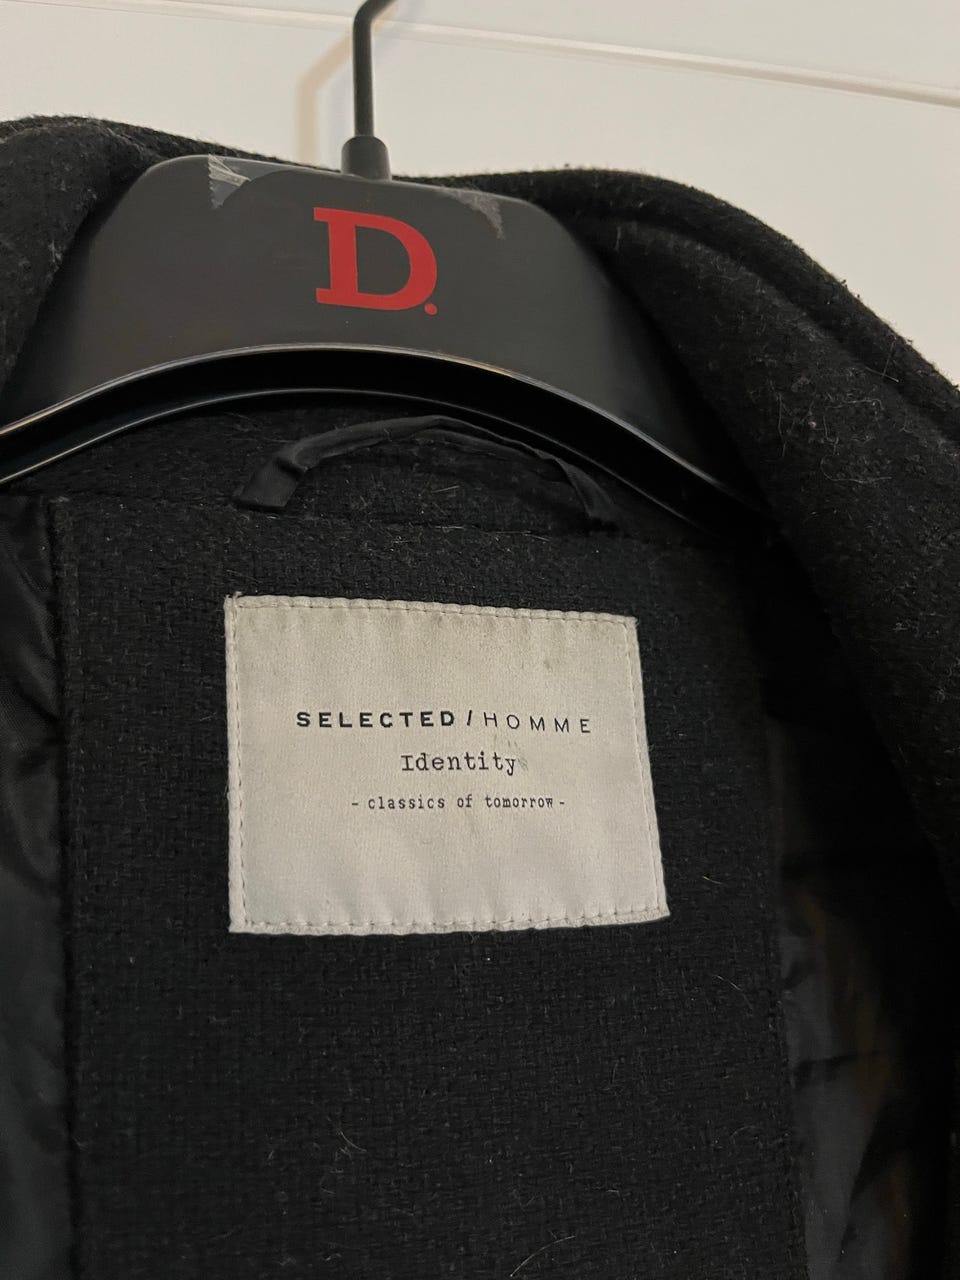 D.
SELECTED / HOMME
Identity
- classics of tomorrow -